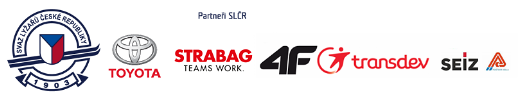 Partneři SLČR
SVAZ LYŽAŘŮ ČESKÉ REPUBLIKY
1903
TOYOTA
STRABAG
TEAMS WORK.
4F
transdev
SEIZ